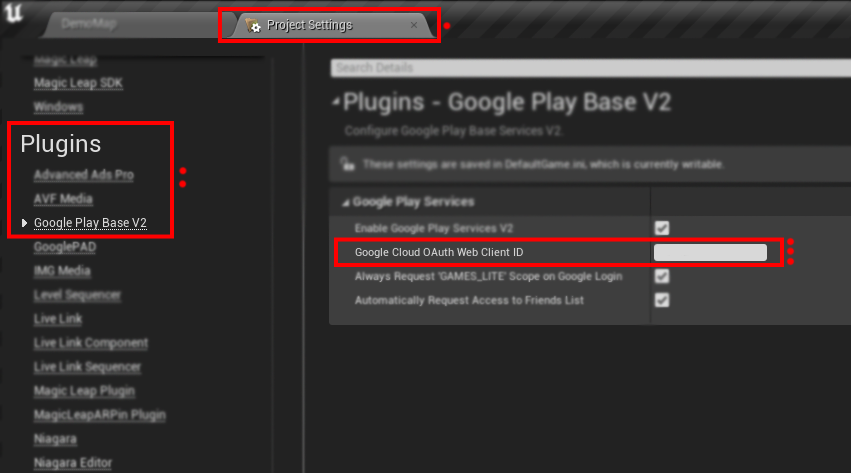 DemoMap
Project Settings
Magic Leap
Magic Leap SDK
Windows
Plugins
Advanced Ads Pro
AVF Media
Google Play Base V2
GooglePAD
IMG Media
Level Sequencer
Live Link
Live Link Component
Live Link Sequencer
Magic Leap Plugin
MagicLeapARPin Plugin
Niagara
Niagara Editor
Search Details
Plugins - Google Play Base V2
Configure Google Play Base Services V2.
These settings are saved in DefaultGame.ini, which is currently writable.
Google Play Services
Enable Google Play Services V2
Google Cloud OAuth Web Client ID
Always Request 'GAMES_LITE' Scope on Google Login
Automatically Request Access to Friends List